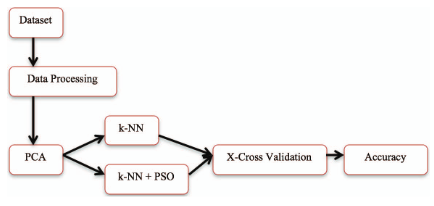 Dataset
Data Processing
PCA
k-NN
k-NN + PSO
X-Cross Validation
Accuracy